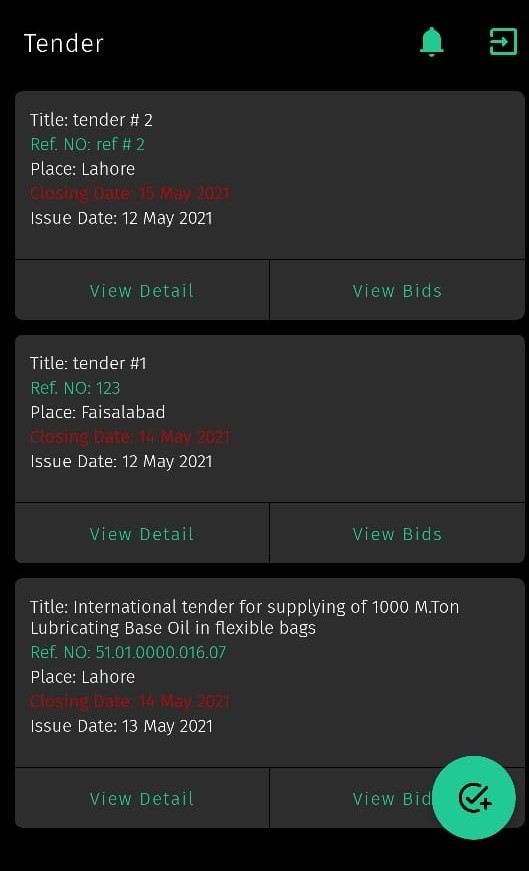 Tender
Title: tender # 2
Ref. NO: ref # 2
Place: Lahore
Closing Date: 15 May 2021
Issue Date: 12 May 2021
View Detail
View Bids
Title: tender #1
Ref. NO: 123
Place: Faisalabad
Closing Date: 14 May 2021
Issue Date: 12 May 2021
View Detail
View Bids
Title: International tender for supplying of 1000 M.Ton
Lubricating Base Oil in flexible bags
Ref. NO: 51.01.0000.016.07
Place: Lahore
Closing Date: 14 May 2021
Issue Date: 13 May 2021
View Detail
View Bid